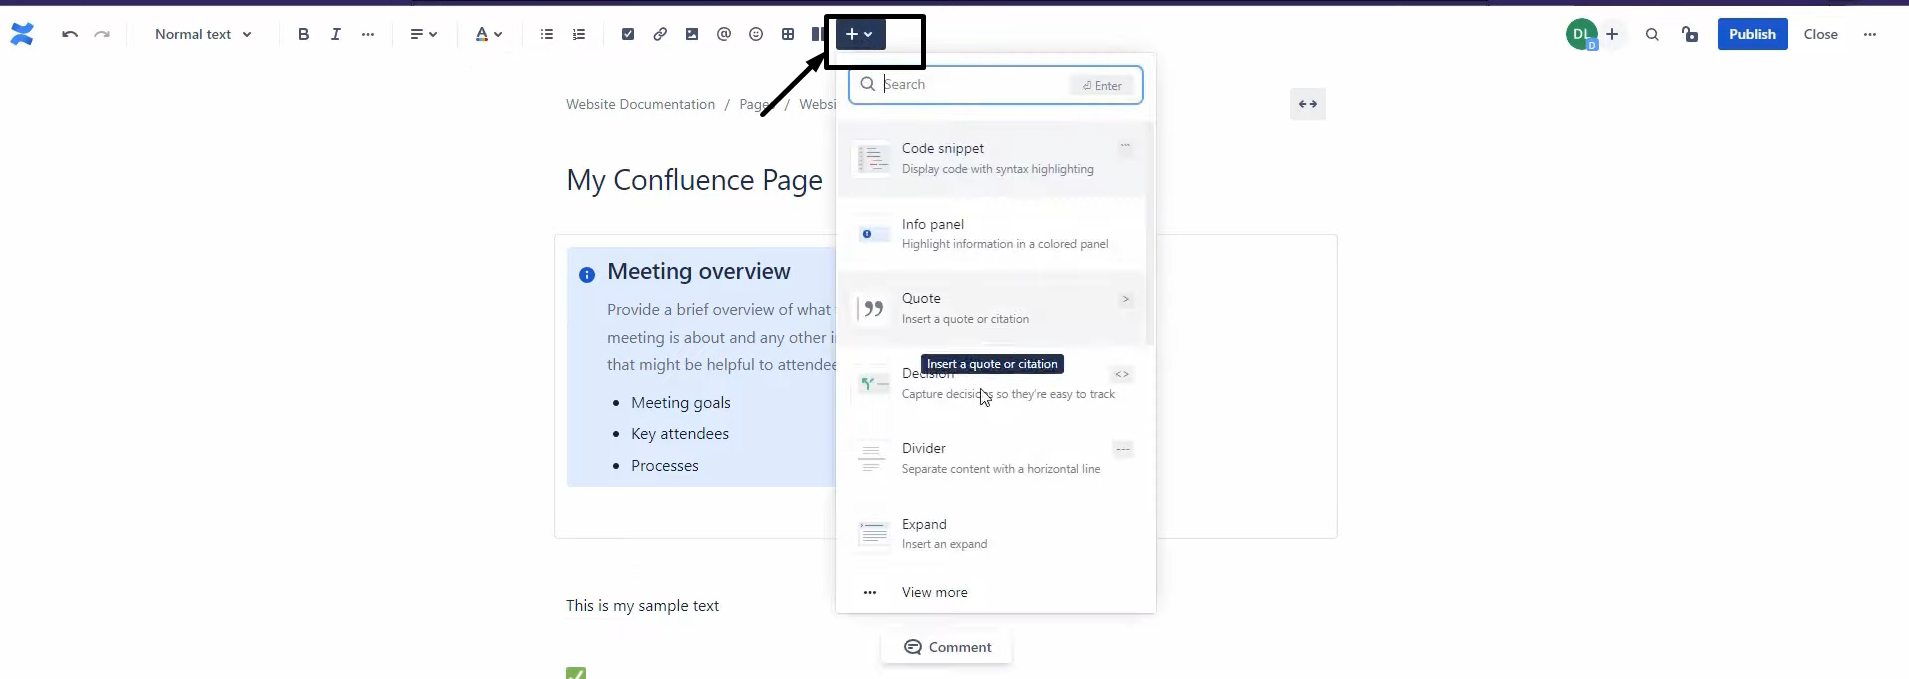 Normal text
B I
A
@
+
DL
D
+
Publish
Close
Search
Enter
Website Documentation / Pages / Websi
Code snippet
Display code with syntax highlighting
My Confluence Page
Info panel
Highlight information in a colored panel
Meeting overview
Provide a brief overview of what
meeting is about and any other i
that might be helpful to attende
Meeting goals
Key attendees
Processes
Quote
>
Insert a quote or citation
Insert a quote or citation
Decision
<>
Capture decisions so they're easy to track
Divider
---
Separate content with a horizontal line
Expand
Insert an expand
View more
This is my sample text
Comment